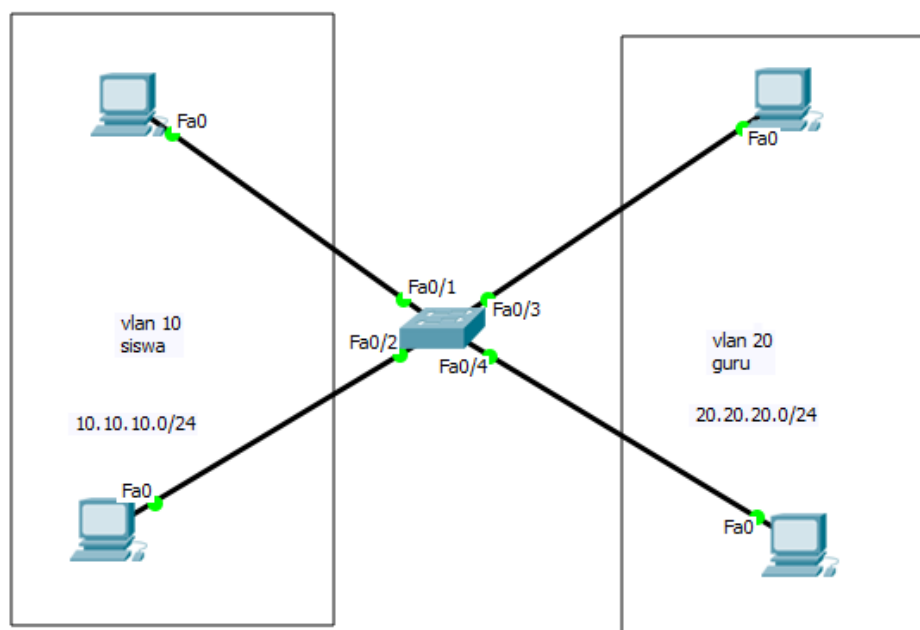 Fa0
Fa0
Fa0/1
Fa0/3
vlan 10
siswa
Fa0/2
Fa0/4
vlan 20
guru
10.10.10.0/24
20.20.20.0/24
Fa0
Fa0